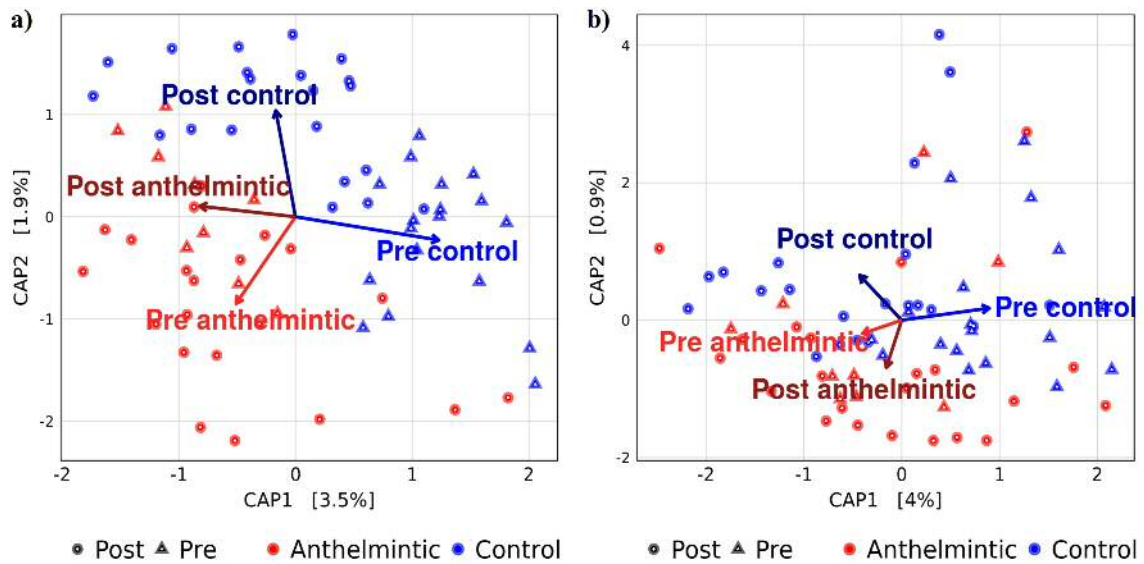 a)
1
0
-1
-2
-2
-1
0
1
2
CAP2 [1.9%]
CAP1 [3.5%]
Post control
Post anthelmintic
Pre control
Pre anthelmintic
Post Pre Anthelmintic Control
b)
4
2
0
-2
-2
-1
0
1
2
CAP2 [0.9%]
CAP1 [4%]
Post control
Pre control
Pre anthelmintic
Post anthelmintic
Post Pre Anthelmintic Control